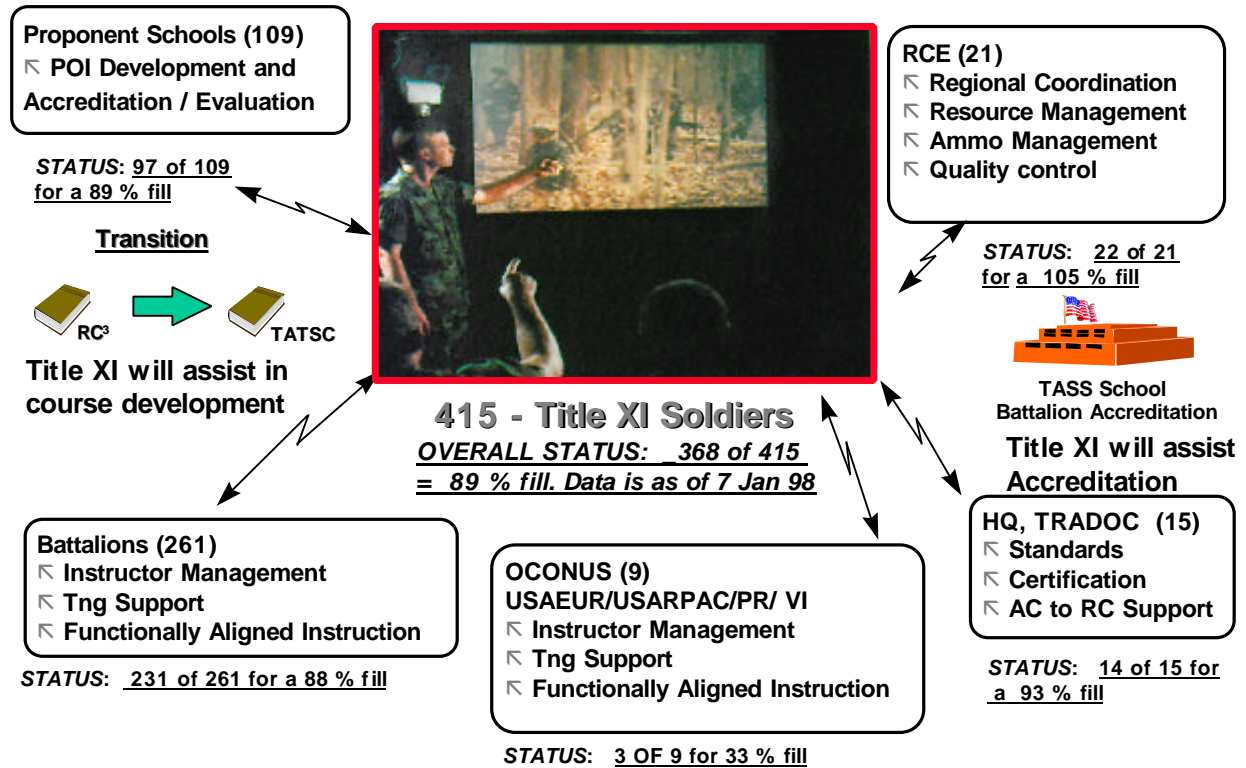 Proponent Schools (109)
POI Development and
Accreditation / Evaluation
STATUS: 97 of 109
for a 89 % fill
Transition
RC³
TATSC
Title XI will assist in
course development
RCE (21)
Regional Coordination
Resource Management
Ammo Management
Quality control
STATUS: 22 of 21
for a 105 % fill
TASS School
Battalion Accreditation
Title XI will assist
Accreditation
415 - Title XI Soldiers
OVERALL STATUS: _368 of 415
= 89 % fill. Data is as of 7 Jan 98
Battalions (261)
Instructor Management
Tng Support
Functionally Aligned Instruction
STATUS: 231 of 261 for a 88 % fill
OCONUS (9)
USAEUR/USARPAC/PR/ VI
Instructor Management
Tng Support
Functionally Aligned Instruction
STATUS: 3 OF 9 for 33 % fill
HQ, TRADOC (15)
Standards
Certification
AC to RC Support
STATUS: 14 of 15 for
a 93 % fill